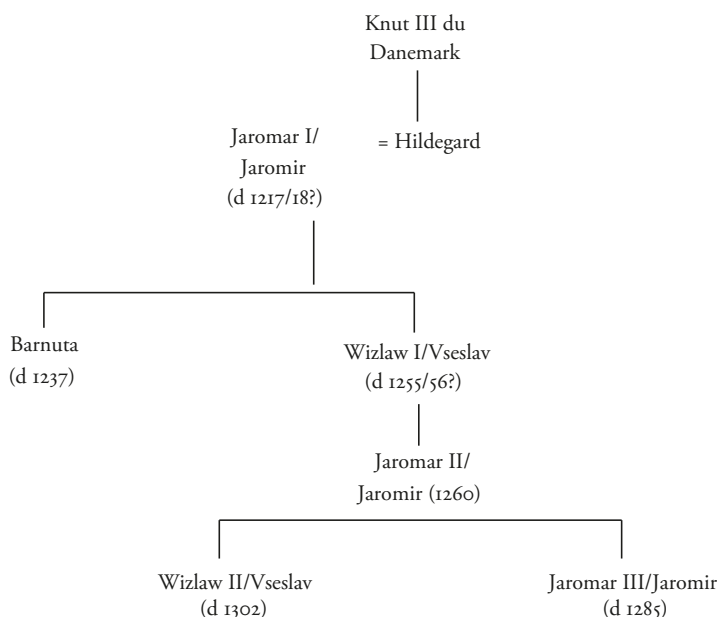 Knut III du
Danemark
Jaromar I/
Jaromir
(d 1217/18?)
= Hildegard
Barnuta
(d 1237)
Wizlaw I/Vseslav
(d 1255/56?)
Jaromar II/
Jaromir (1260)
Wizlaw II/Vseslav
(d 1302)
Jaromar III/Jaromir
(d 1285)